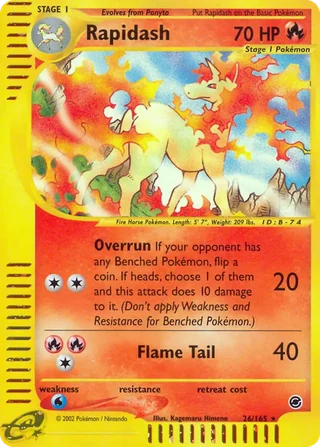 STAGE 1
Evolves from Ponyta
Put Rapidash on the Basic Pokémon
Rapidash
70 HP
Stage 1 Pokémon
Fire Horse Pokémon. Length: 5' 7", Weight: 209 lbs. ID: B-74
Overrun If your opponent has
any Benched Pokémon, flip a
coin. If heads, choose 1 of them
and this attack does 10 damage
to it. (Don't apply Weakness and
Resistance for Benched Pokémon.)
20
Flame Tail
40
weakness
resistance
retreat cost
© 2002 Pokémon / Nintendo
Illus. Kagemaru Himeno
26/165